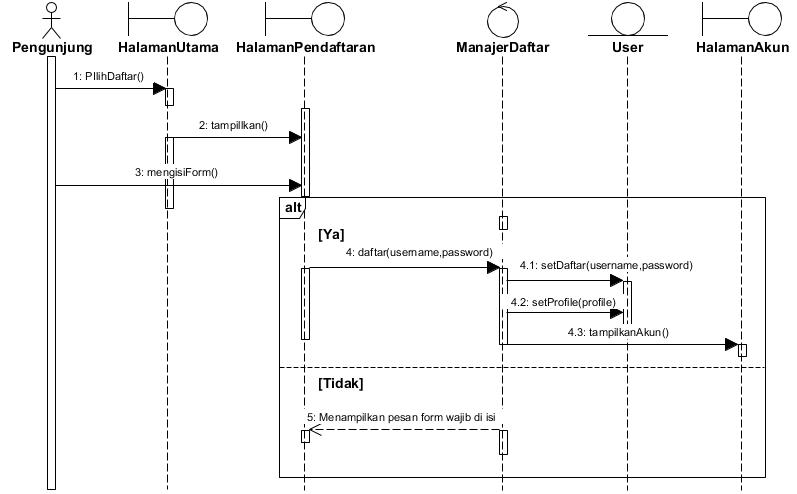 Pengunjung
HalamanUtama
HalamanPendaftaran
ManajerDaftar
User
HalamanAkun
1: PIlihDaftar()
2: tampillkan()
3: mengisiForm()
alt
[Ya]
4: daftar(username,password)
4.1: setDaftar(username,password)
4.2: setProfile(profile)
4.3: tampilkanAkun()
[Tidak]
5: Menampilkan pesan form wajib di isi